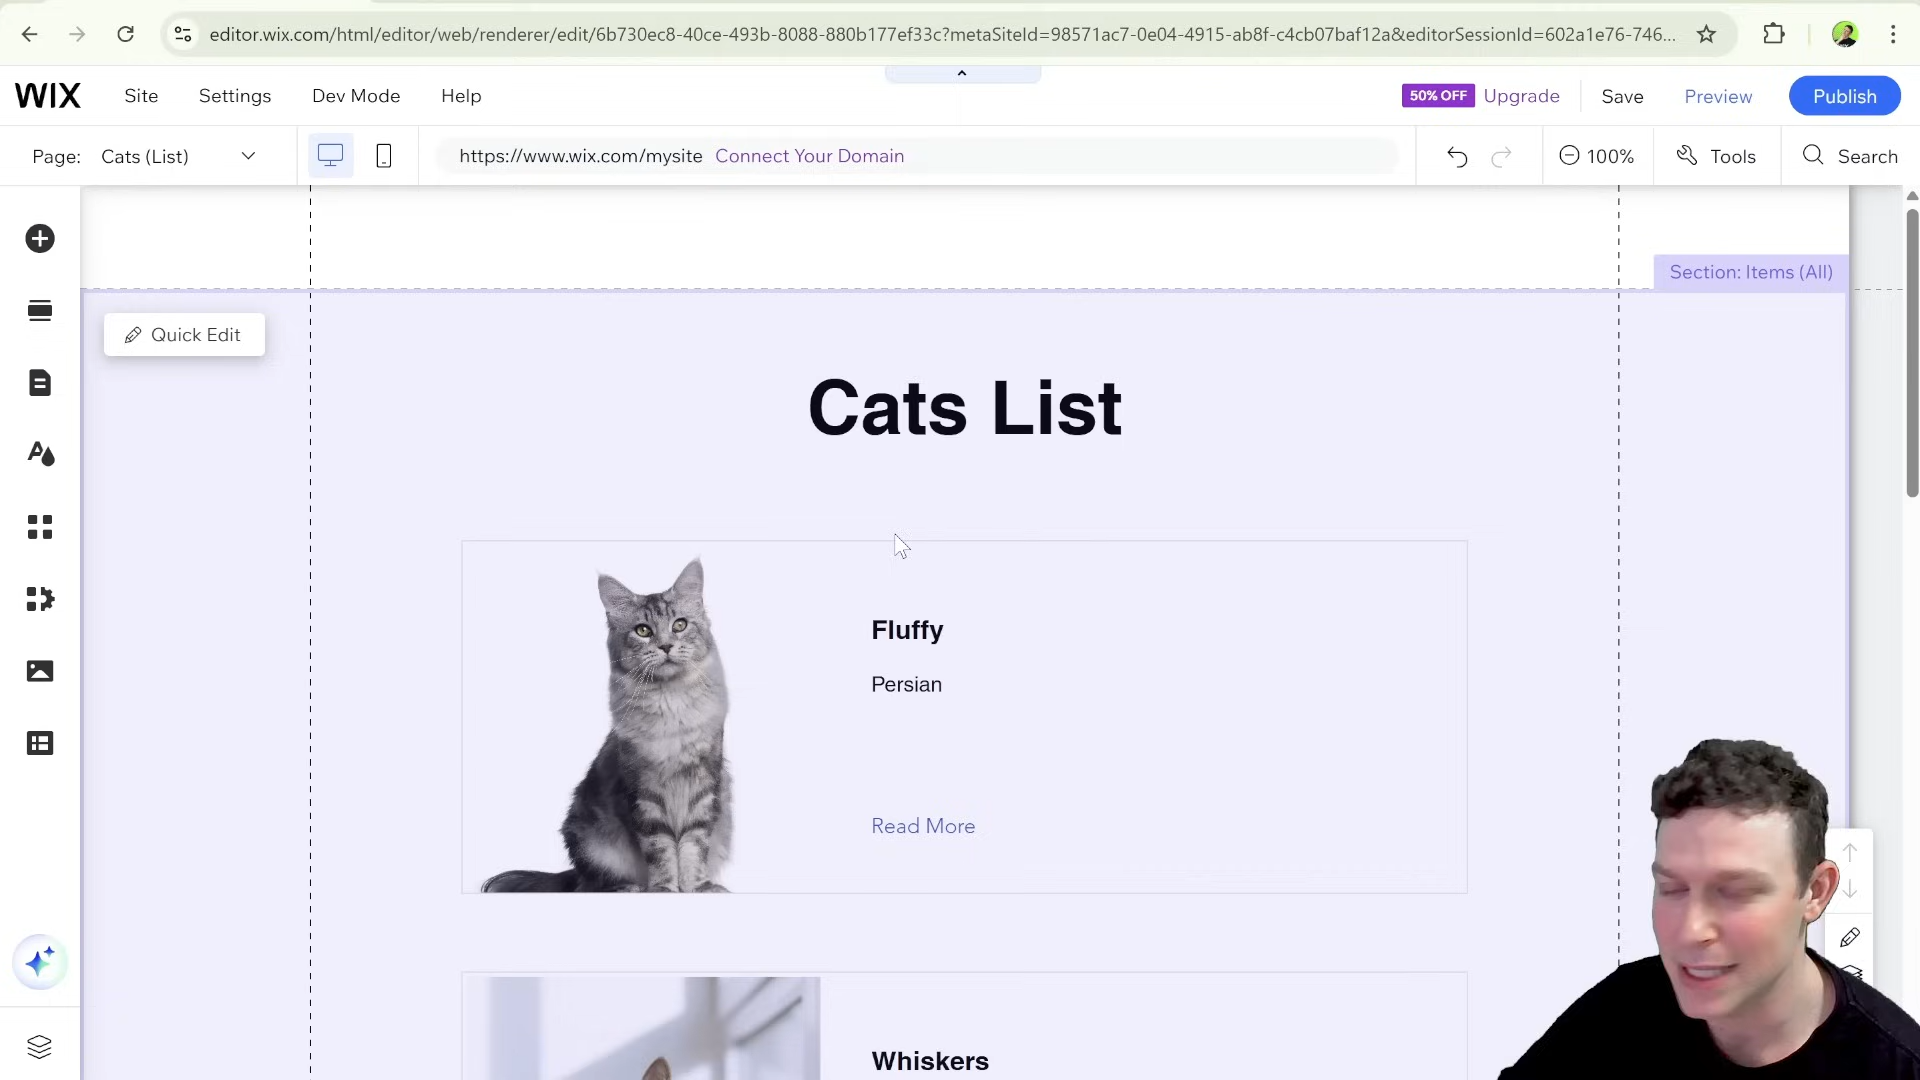 editor.wix.com/html/editor/web/renderer/edit/6b730ec8-40ce-493b-8088-880b177ef33c?metaSiteId=98571ac7-0e04-4915-ab8f-c4cb07baf12a&editorSessionId=602a1e76-746...
WIX Site Settings Dev Mode Help 50% OFF Upgrade Save Preview Publish
Page: Cats (List) https://www.wix.com/mysite Connect Your Domain 100% Tools Search
Section: Items (All)
Quick Edit
Cats List
Fluffy
Persian
Read More
Whiskers